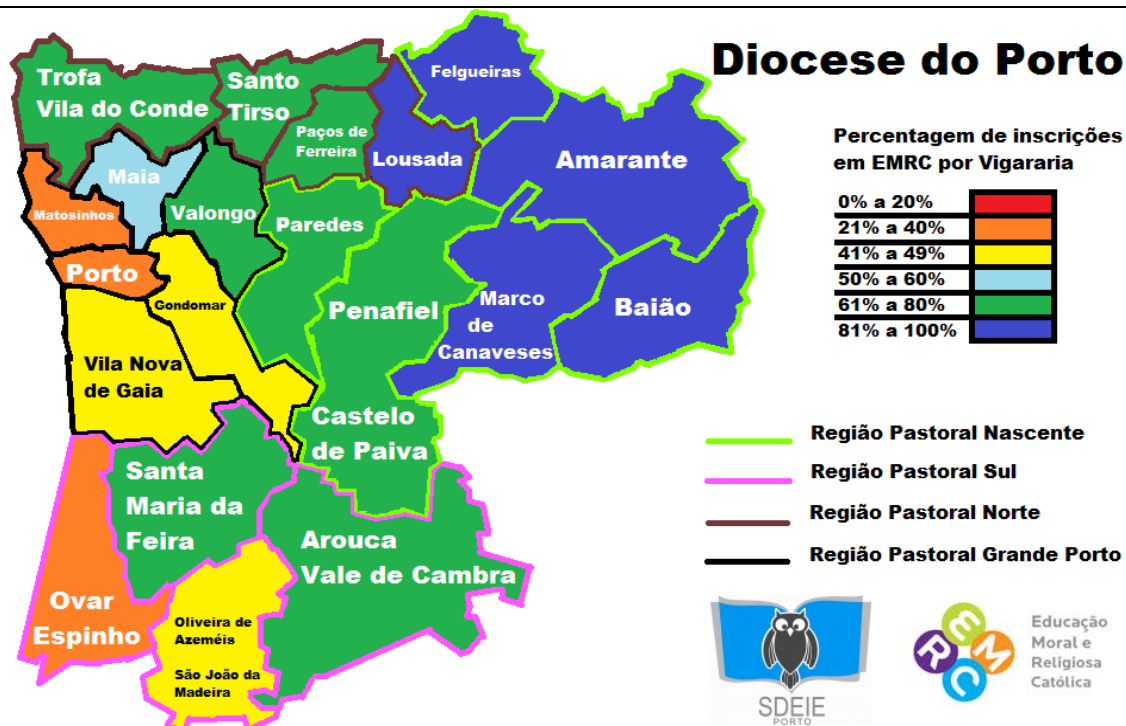 Diocese do Porto
Trofa
Vila do Conde
Santo
Tirso
Paços de
Ferreira
Lousada
Felgueiras
Amarante
Maia
Matosinhos
Valongo
Paredes
Porto
Gondomar
Penafiel
Marco
de
Canaveses
Baião
Vila Nova
de Gaia
Castelo
de Paiva
Santa
Maria da
Feira
Arouca
Vale de Cambra
Ovar
Espinho
Oliveira de
Azeméis
São João da
Madeira
Percentagem de inscrições
em EMRC por Vigararia
0% a 20%
21% a 40%
41% a 49%
50% a 60%
61% a 80%
81% a 100%
Região Pastoral Nascente
Região Pastoral Sul
Região Pastoral Norte
Região Pastoral Grande Porto
SDEIE
PORTO
EMRC
Educação
Moral e
Religiosa
Católica